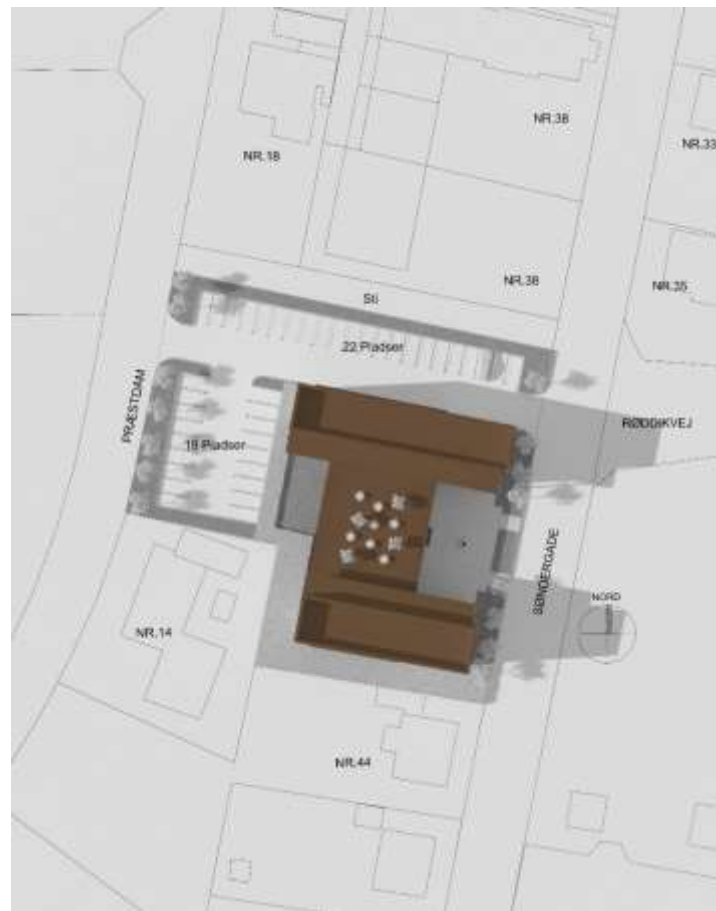 NR.38
NR.33
NR.18
NR.38
NR.35
Sti
22 Pladser
RØDDIKVEJ
PRÆSTDAM
18 Pladser
SØNDERGADE
NORD
NR.14
NR.44